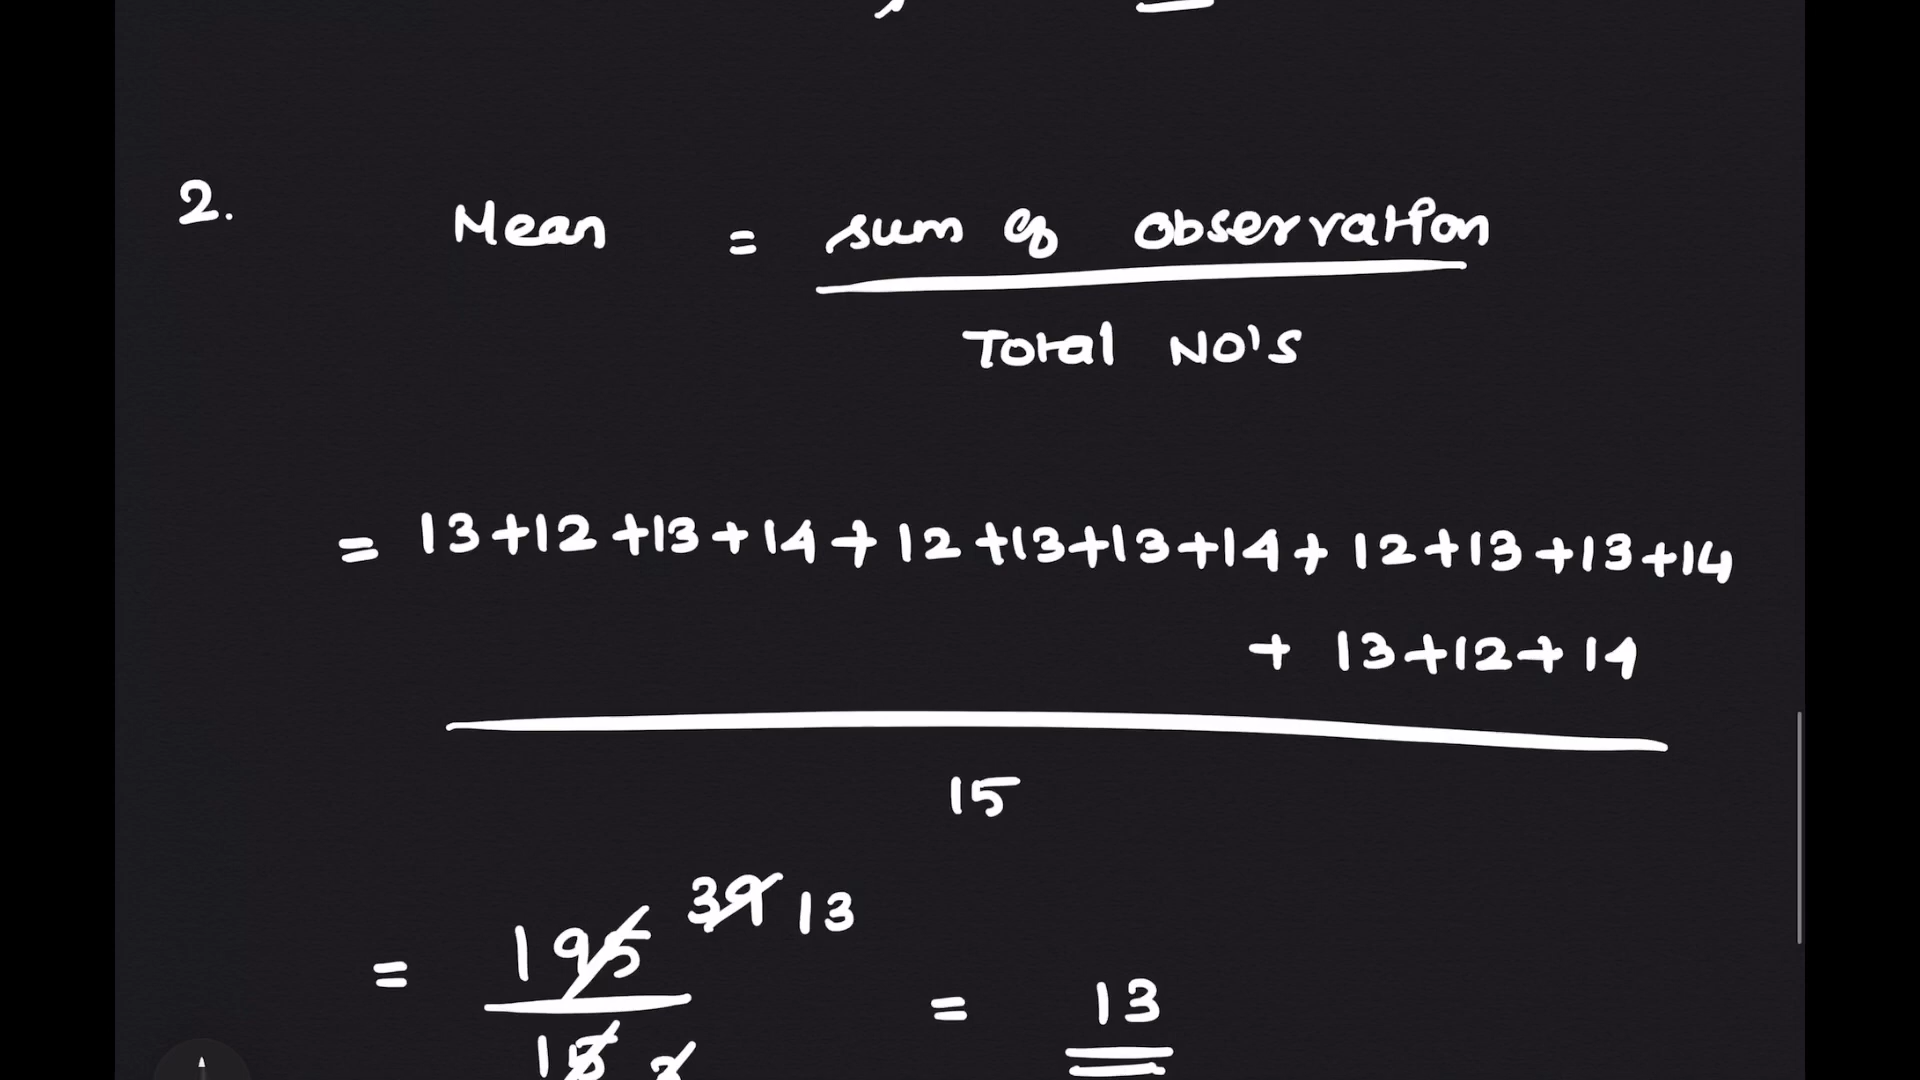 2.
Mean = sum of observation
Total NO'S
= 13+12+13+14+12+13+13+14+12+13+13+14
+ 13+12+14
15
39 13
= 195 = 13
15 3